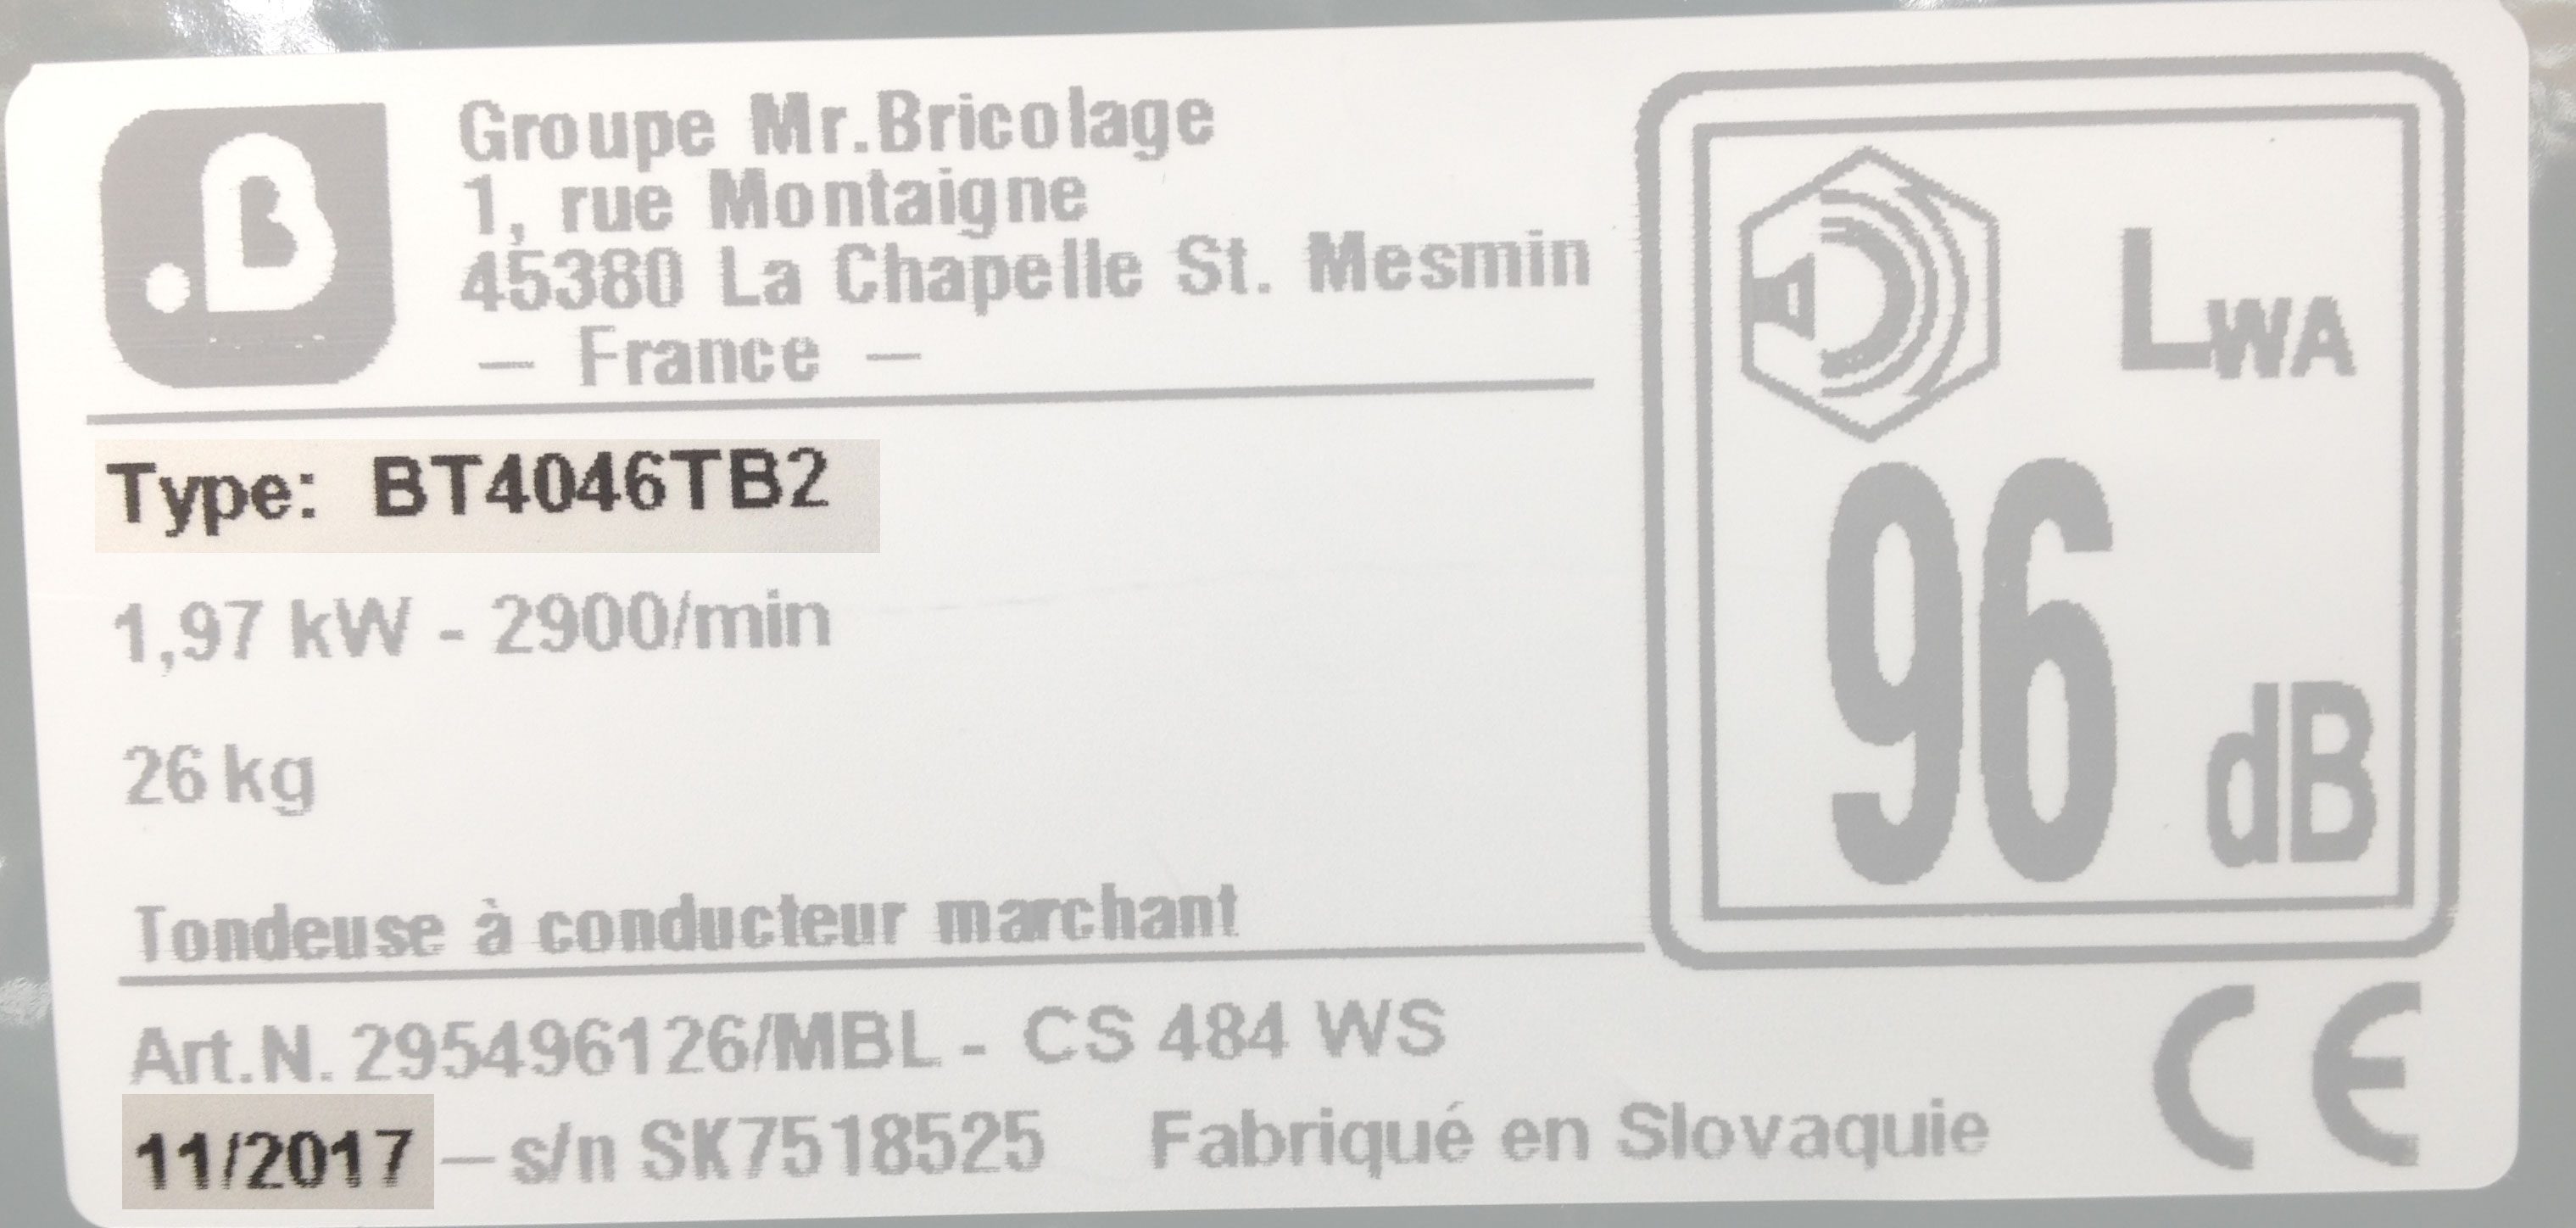 .B
Groupe Mr.Bricolage
1, rue Montaigne
45380 La Chapelle St. Mesmin
— France —
Type: BT4046TB2
1,97 kW - 2900/min
26 kg
Tondeuse à conducteur marchant
Art.N. 295496126/MBL - CS 484 WS
11/2017 — s/n SK7518525 Fabriqué en Slovaquie
LWA
96 dB
CE